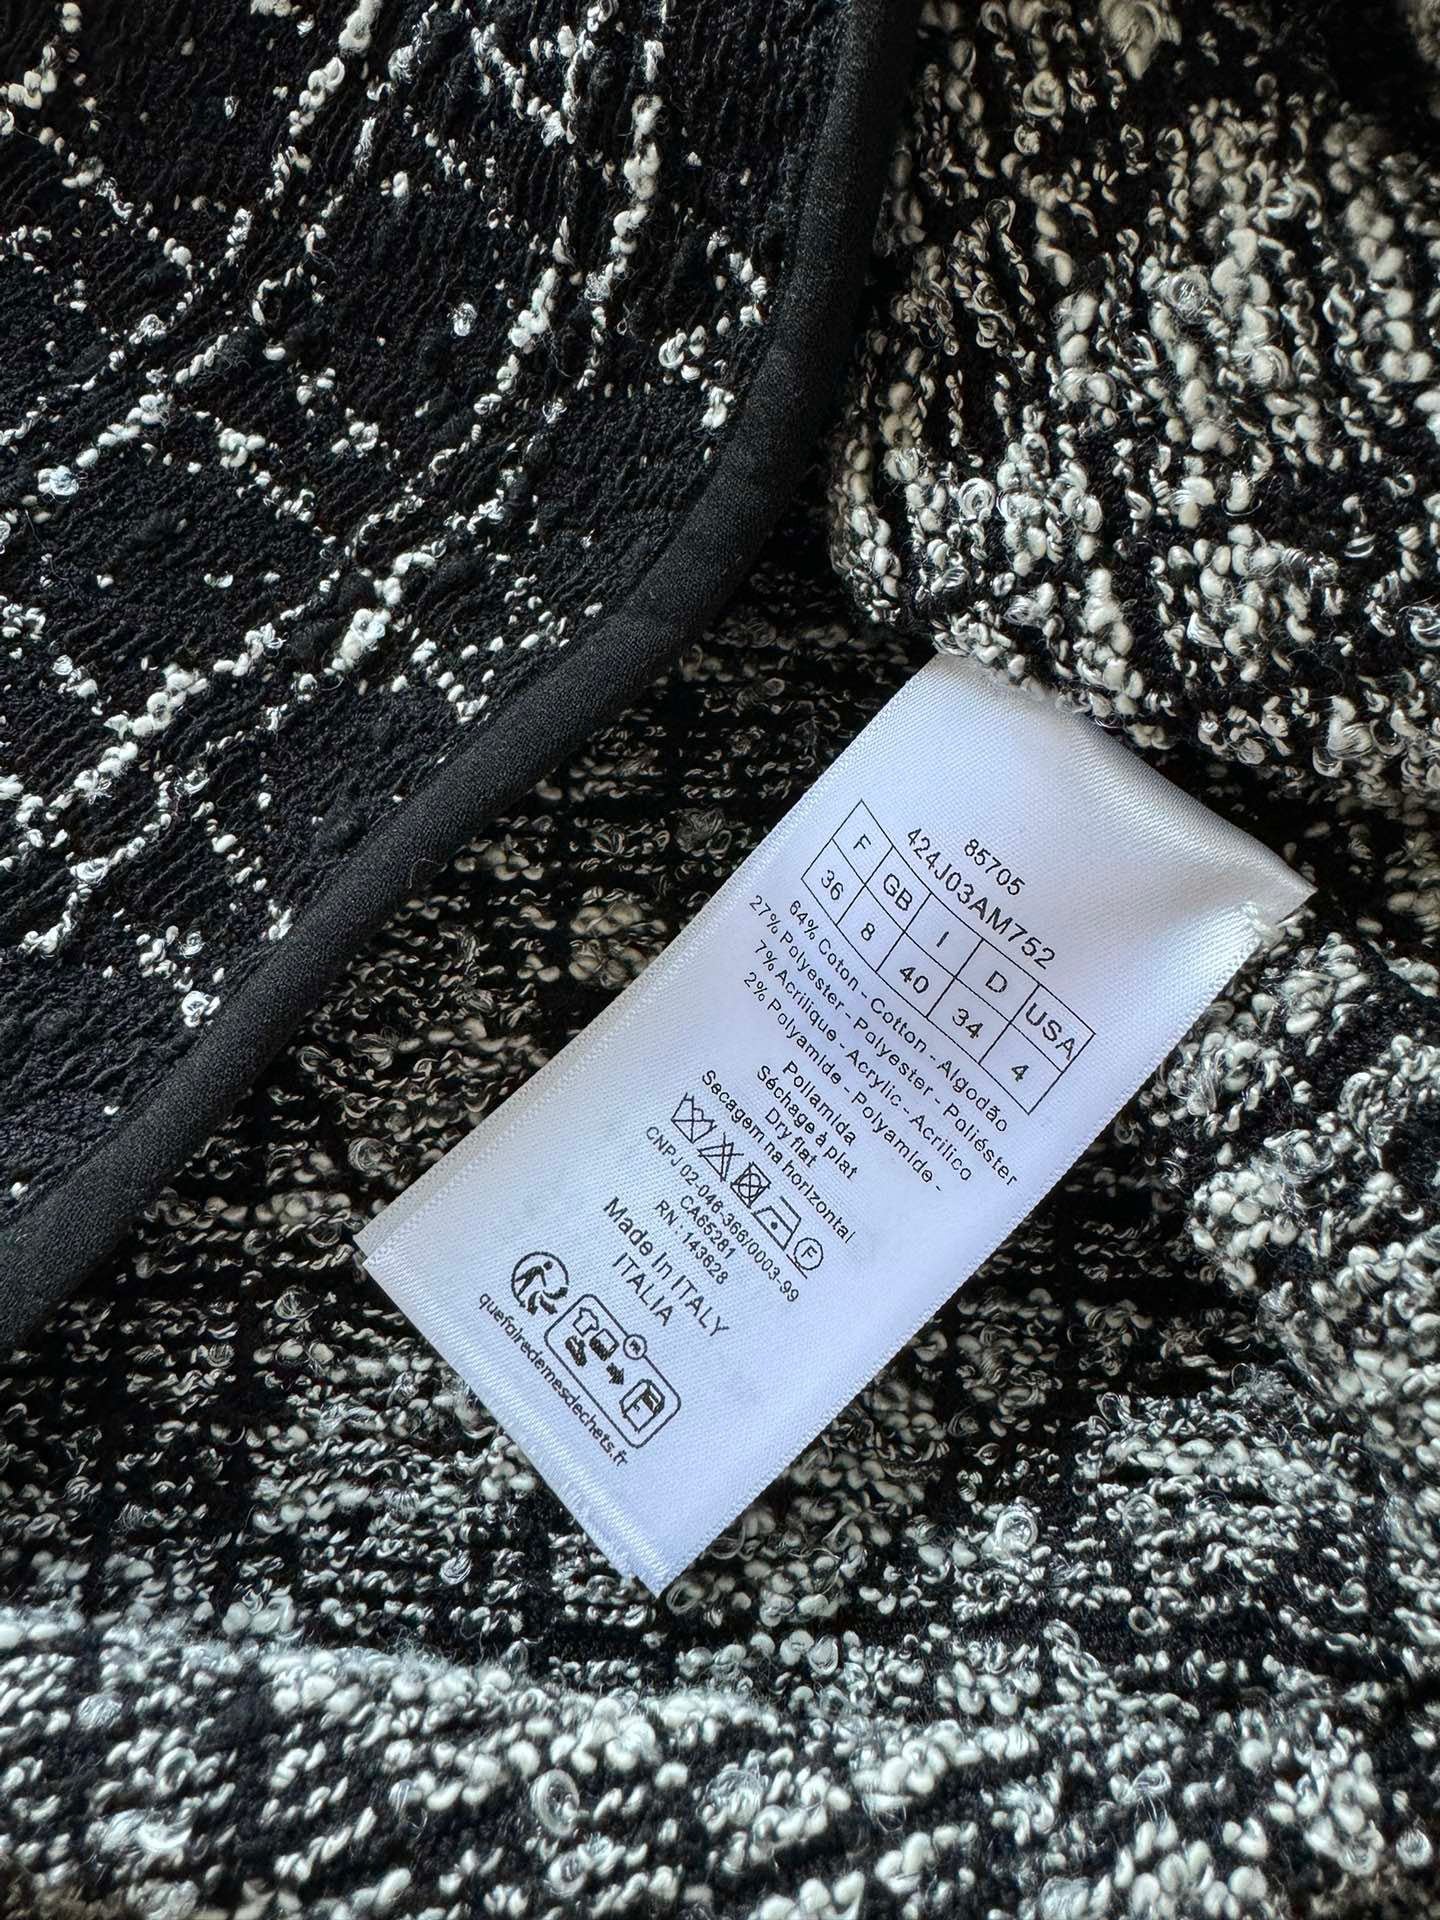 85705
424J03AM752
F GB I D USA
36 8 40 34 4
64% Coton - Cotton - Algodão
27% Polyester - Polyester - Poliéster
7% Acrilique - Acrylic - Acrilico
2% Polyamide - Polyamide -
Poliamida
Séchage à plat
Dry flat
Secagem na horizontal
F
CNPJ 02-046-366/0003-99
CA65281
RN: 143628
Made In ITALY
ITALIA
quefairedemesdechets.fr